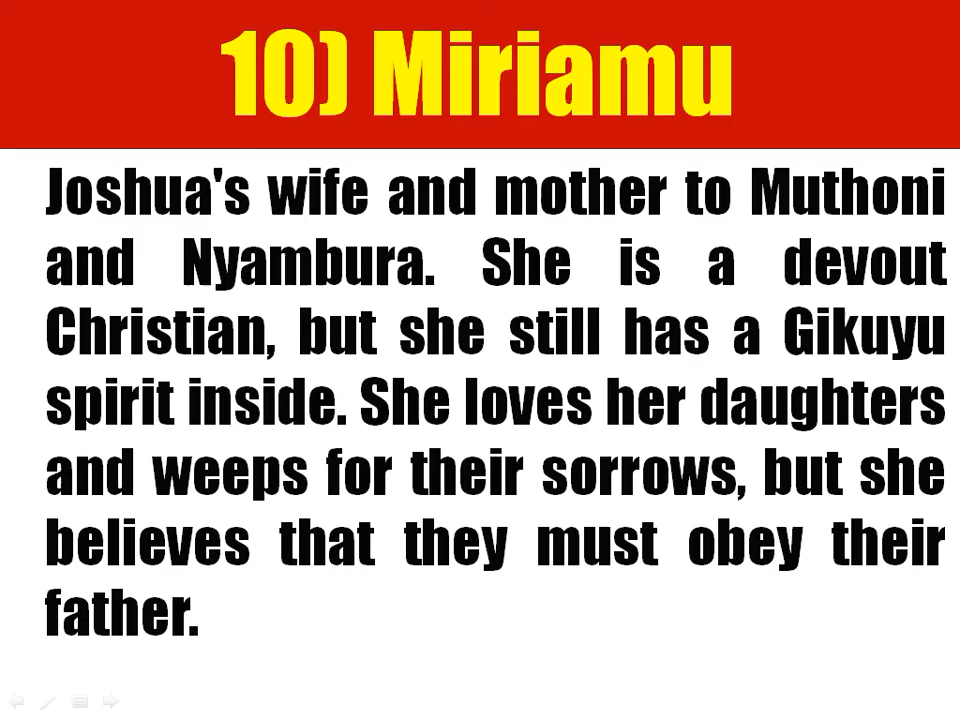 10) Miriamu
Joshua's wife and mother to Muthoni
and Nyambura. She is a devout
Christian, but she still has a Gikuyu
spirit inside. She loves her daughters
and weeps for their sorrows, but she
believes that they must obey their
father.